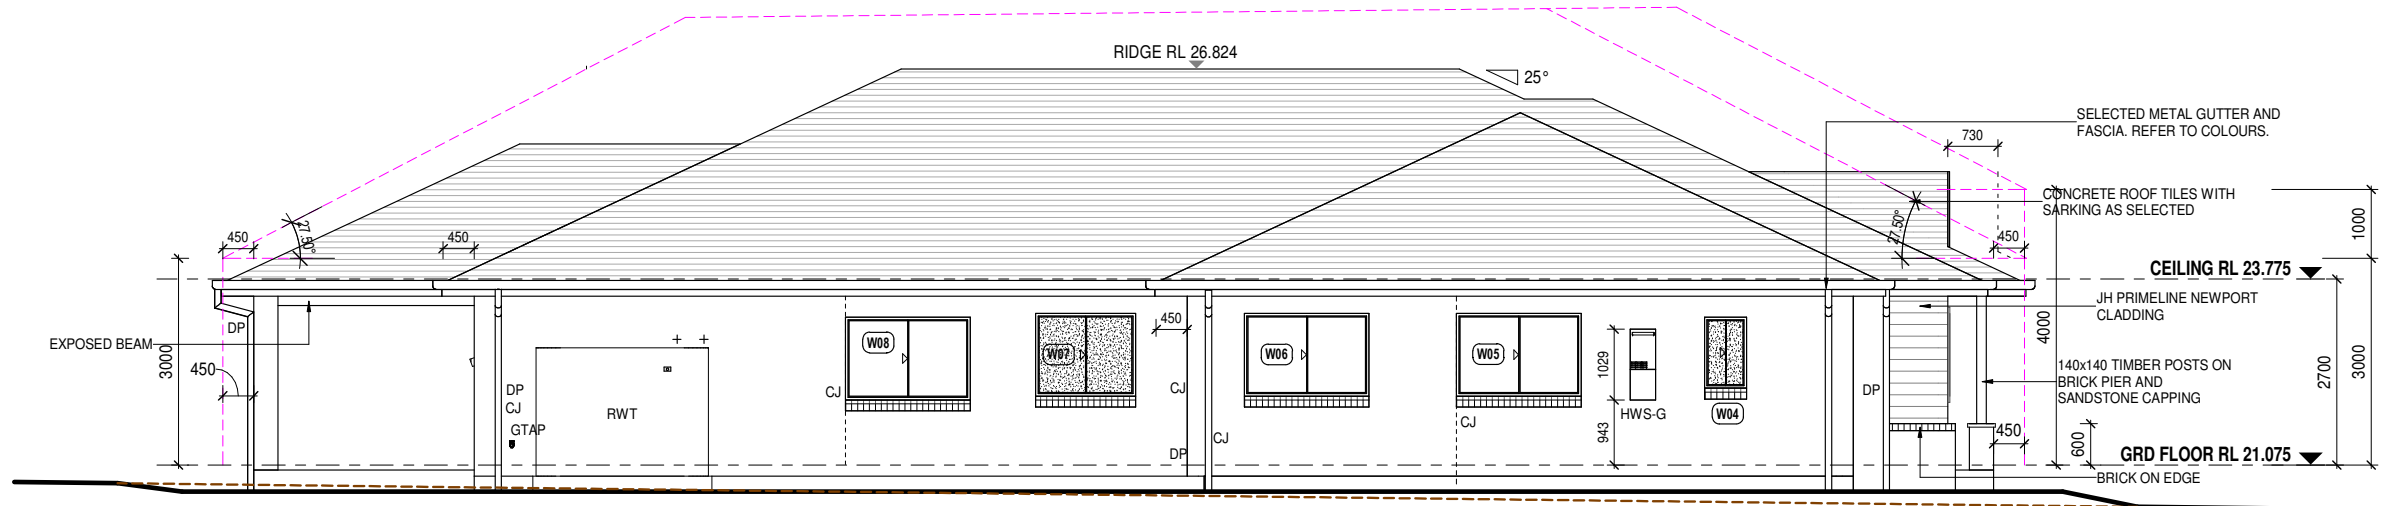 RIDGE RL 26.824
25°
SELECTED METAL GUTTER AND
FASCIA. REFER TO COLOURS.
730
CONCRETE ROOF TILES WITH
SARKING AS SELECTED
27.50°
27.50°
450
450
450
1000
CEILING RL 23.775
JH PRIMELINE NEWPORT
CLADDING
EXPOSED BEAM
DP
3000
450
450
W08
W07
W06
W05
W04
1029
943
HWS-G
DP
CJ
GTAP
RWT
CJ
CJ
DP
CJ
CJ
DP
4000
2700
3000
140x140 TIMBER POSTS ON
BRICK PIER AND
SANDSTONE CAPPING
450
600
GRD FLOOR RL 21.075
BRICK ON EDGE